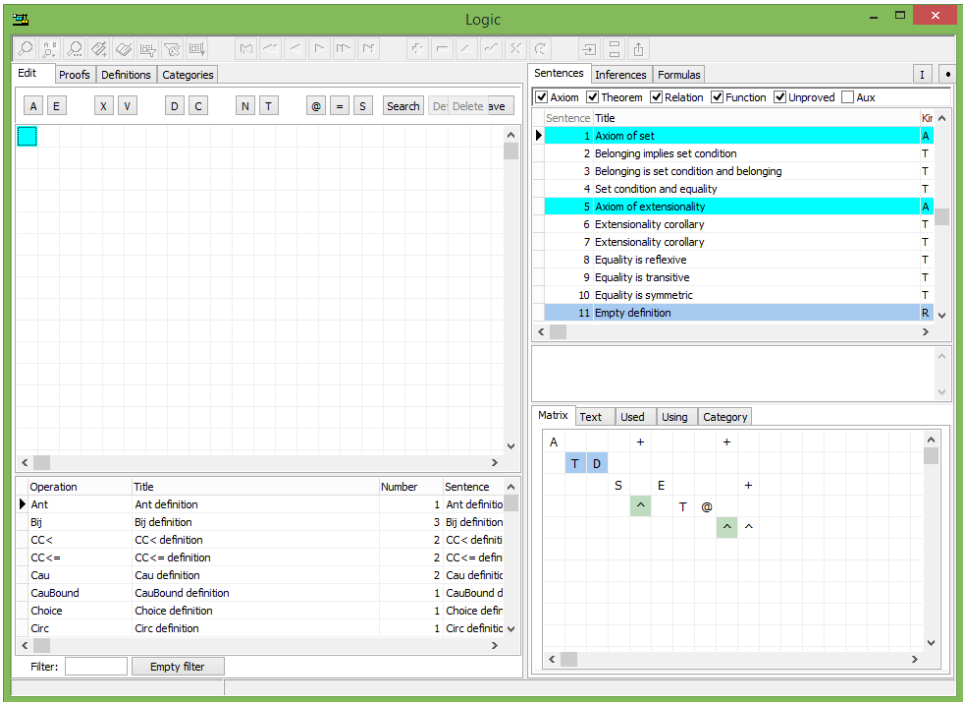 Logic
Edit Proofs Definitions Categories
A E X V D C N T @ = S Search De Delete ave
Operation Title Number Sentence
Ant Ant definition 1 Ant definitio
Bij Bij definition 3 Bij definition
CC< CC< definition 2 CC< definiti
CC<= CC<= definition 2 CC<= defin
Cau Cau definition 2 Cau definitic
CauBound CauBound definition 1 CauBound d
Choice Choice definition 1 Choice defir
Circ Circ definition 1 Circ definitic
Filter: Empty filter
Sentences Inferences Formulas I •
Axiom Theorem Relation Function Unproved Aux
Sentence Title Kir
1 Axiom of set A
2 Belonging implies set condition T
3 Belonging is set condition and belonging T
4 Set condition and equality T
5 Axiom of extensionality A
6 Extensionality corollary T
7 Extensionality corollary T
8 Equality is reflexive T
9 Equality is transitive T
10 Equality is symmetric T
11 Empty definition R
Matrix Text Used Using Category
A + +
T D
S E +
^ T @
^ ^